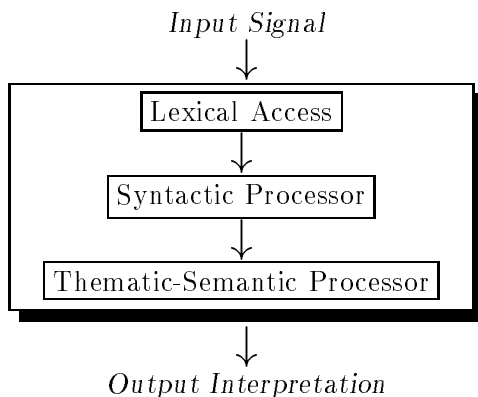 Input Signal
Lexical Access
Syntactic Processor
Thematic-Semantic Processor
Output Interpretation